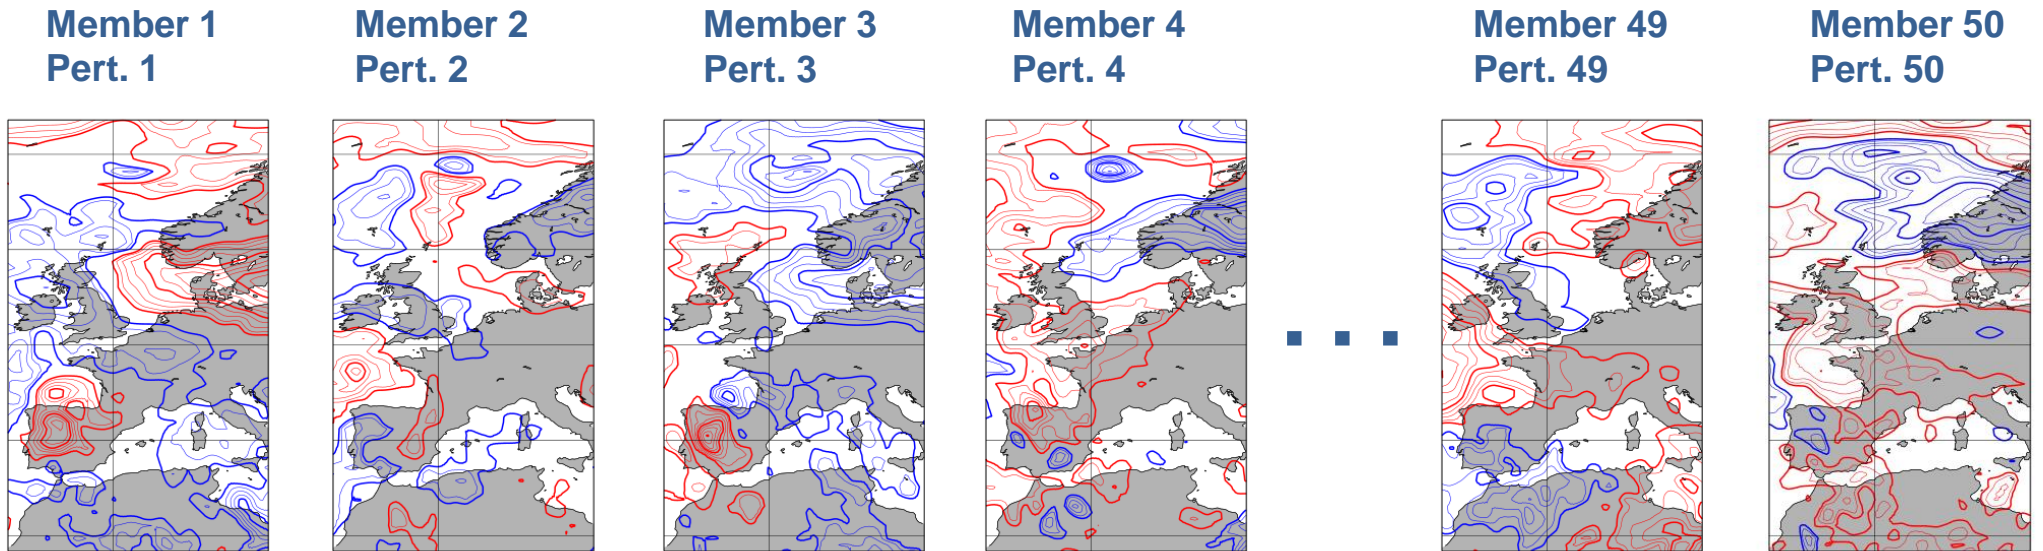 Member 1
Pert. 1
Member 2
Pert. 2
Member 3
Pert. 3
Member 4
Pert. 4
Member 49
Pert. 49
Member 50
Pert. 50